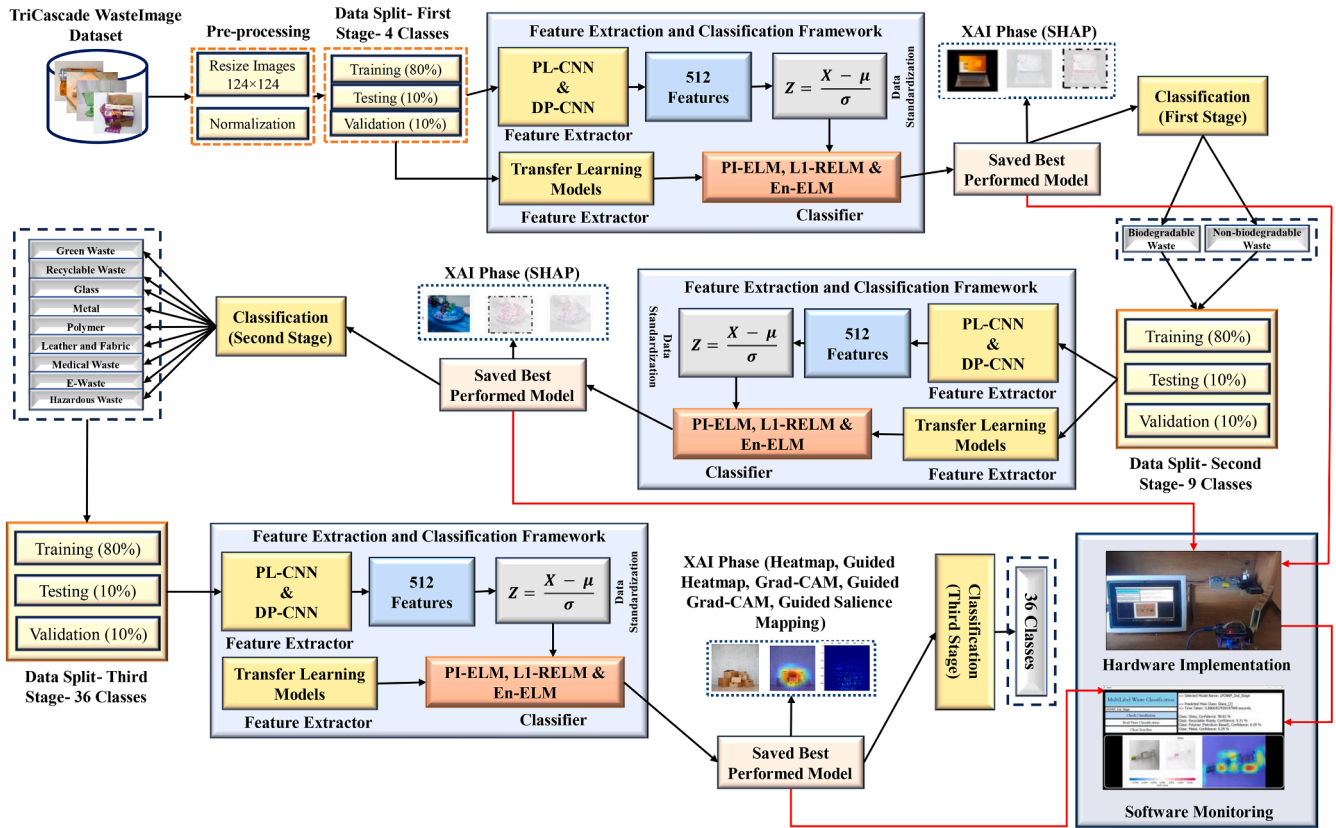 TriCascade WasteImage
Dataset
Pre-processing
Resize Images
124×124
Normalization
Data Split- First
Stage- 4 Classes
Training (80%)
Testing (10%)
Validation (10%)
Feature Extraction and Classification Framework
PL-CNN
&
DP-CNN
Feature Extractor
512
Features
Z = (X − μ) / σ
Data
Standardization
Transfer Learning
Models
Feature Extractor
PI-ELM, L1-RELM &
En-ELM
Classifier
XAI Phase (SHAP)
Saved Best
Performed Model
Classification
(First Stage)
Biodegradable
Waste
Non-biodegradable
Waste
Training (80%)
Testing (10%)
Validation (10%)
Data Split- Second
Stage- 9 Classes
Feature Extraction and Classification Framework
PL-CNN
&
DP-CNN
Feature Extractor
512
Features
Z = (X − μ) / σ
Data
Standardization
Transfer Learning
Models
Feature Extractor
PI-ELM, L1-RELM &
En-ELM
Classifier
XAI Phase (SHAP)
Saved Best
Performed Model
Classification
(Second Stage)
Green Waste
Recyclable Waste
Glass
Metal
Polymer
Leather and Fabric
Medical Waste
E-Waste
Hazardous Waste
Training (80%)
Testing (10%)
Validation (10%)
Data Split- Third
Stage- 36 Classes
Feature Extraction and Classification Framework
PL-CNN
&
DP-CNN
Feature Extractor
512
Features
Z = (X − μ) / σ
Data
Standardization
Transfer Learning
Models
Feature Extractor
PI-ELM, L1-RELM &
En-ELM
Classifier
XAI Phase (Heatmap, Guided
Heatmap, Grad-CAM, Guided
Grad-CAM, Guided Salience
Mapping)
Saved Best
Performed Model
Classification
(Third Stage)
36 Classes
Hardware Implementation
MultiLabel Waste Classification
Software Monitoring